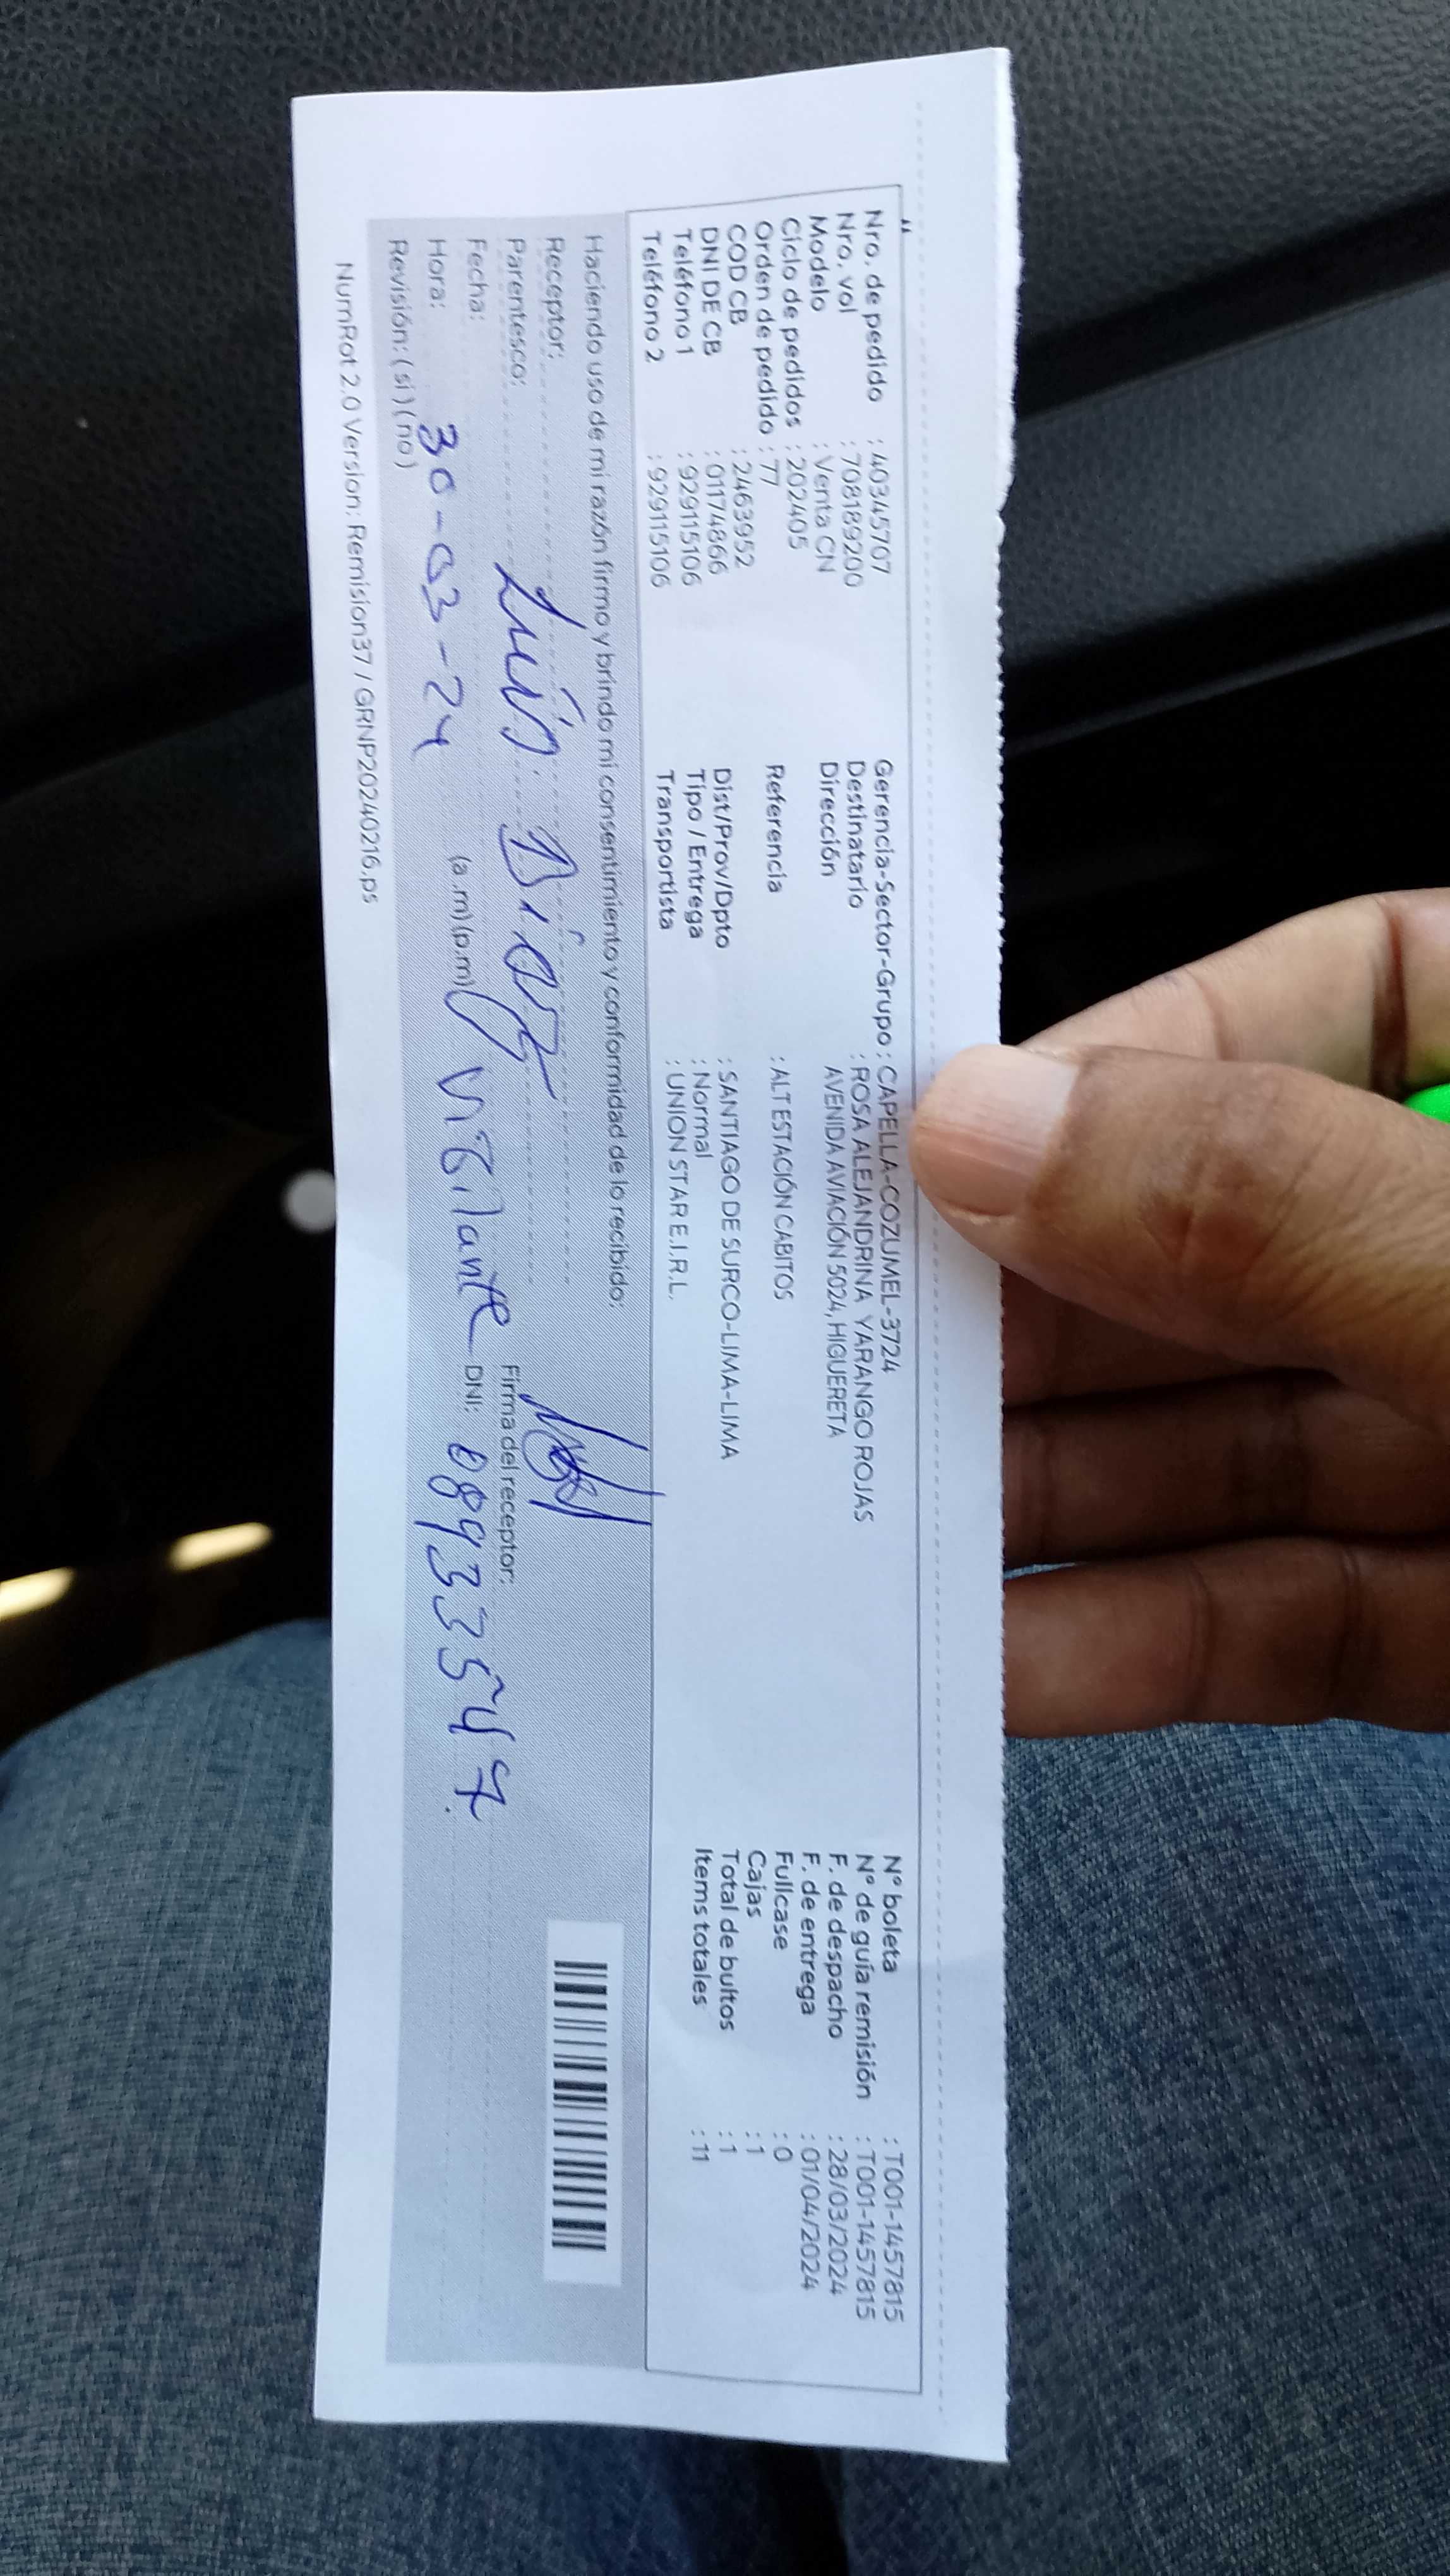 Nro. de pedido : 40345707
Nro. vol : 708189200
Modelo : Venta CN
Ciclo de pedidos : 202405
Orden de pedido : 77
COD CB : 2463952
DNI DE CB : 01174866
Teléfono 1 : 929115106
Teléfono 2 : 929115106
Gerencia-Sector-Grupo : CAPELLA-COZUMEL-3724
Destinatario : ROSA ALEJANDRINA YARANGO ROJAS
Dirección AVENIDA AVIACIÓN 5024, HIGUERETA
Referencia : ALT ESTACIÓN CABITOS
Dist/Prov/Dpto : SANTIAGO DE SURCO-LIMA-LIMA
Tipo / Entrega : Normal
Transportista : UNION STAR E.I.R.L.
N° boleta : T001-1457815
N° de guía remisión : T001-1457815
F. de despacho : 28/03/2024
F. de entrega : 01/04/2024
Fullcase : 0
Cajas : 1
Total de bultos : 1
Items totales : 11
Haciendo uso de mi razón firmo y brindo mi consentimiento y conformidad de lo recibido:
Receptor:
Parentesco: Luís Díaz
Firma del receptor:
Fecha:
Hora: 30-03-24 (a.m)(p.m) ViGilante DNI: 08933547
Revisión: (si) (no)
NumRot 2.0 Version: Remision37 / GRNP20240216.ps